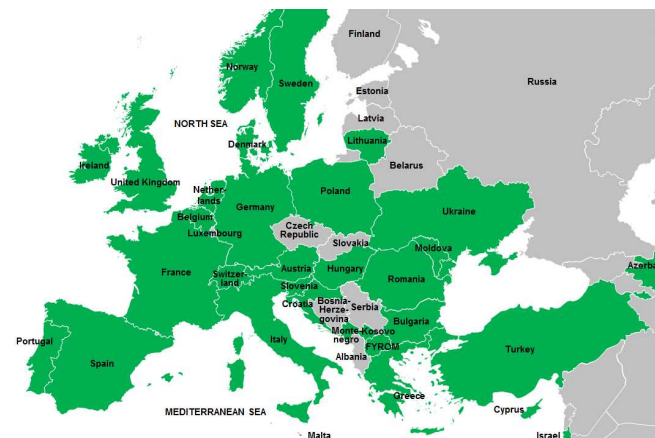 Finland
Norway
Sweden
Russia
Estonia
Latvia
NORTH SEA
Denmark
Lithuania
Belarus
Ireland
United Kingdom
Nether-
lands
Poland
Germany
Belgium
Luxembourg
Ukraine
Czech
Republic
Slovakia
Moldova
France
Switzer-
land
Austria
Hungary
Romania
Azerba
Slovenia
Croatia
Bosnia-
Herze-
govina
Serbia
Bulgaria
Monte-
negro
Kosovo
FYROM
Italy
Albania
Portugal
Spain
Turkey
Greece
MEDITERRANEAN SEA
Cyprus
Malta
Israel